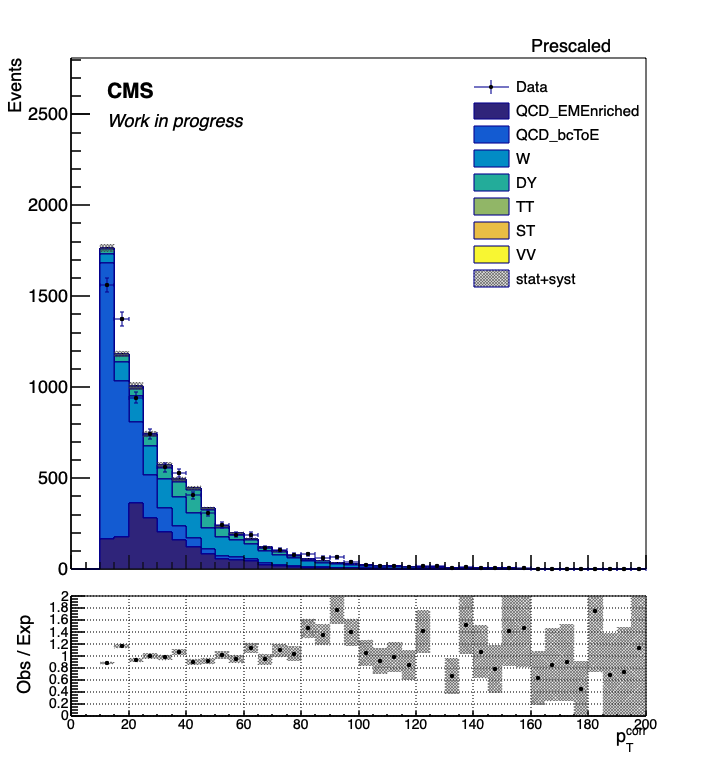 Prescaled
Events
CMS
Work in progress
Data
QCD_EMEnriched
QCD_bcToE
W
DY
TT
ST
VV
stat+syst
2500
2000
1500
1000
500
0
Obs / Exp
2
1.8
1.6
1.4
1.2
1
0.8
0.6
0.4
0.2
0
0 20 40 60 80 100 120 140 160 180 200
p_T^corr